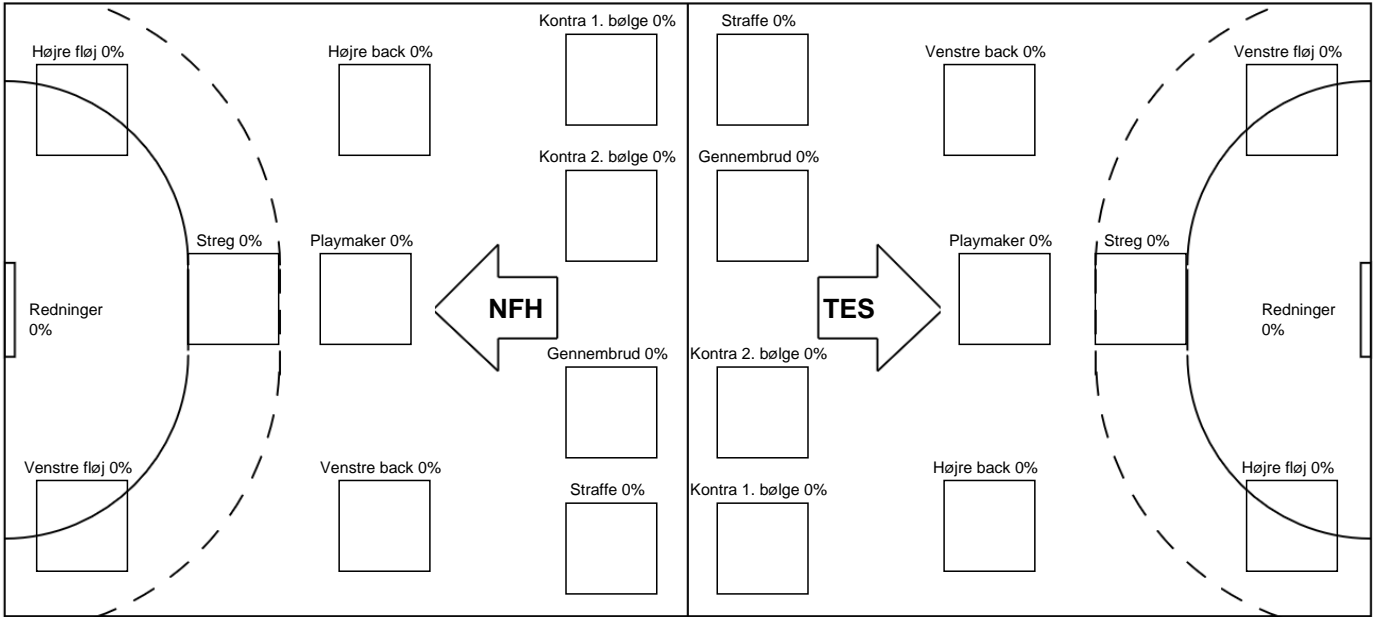 Kontra 1. bølge 0%
Straffe 0%
Højre fløj 0%
Højre back 0%
Venstre back 0%
Venstre fløj 0%
Kontra 2. bølge 0%
Gennembrud 0%
Streg 0%
Playmaker 0%
Playmaker 0%
Streg 0%
Redninger
0%
NFH
TES
Redninger
0%
Gennembrud 0%
Kontra 2. bølge 0%
Venstre fløj 0%
Venstre back 0%
Højre back 0%
Højre fløj 0%
Straffe 0%
Kontra 1. bølge 0%